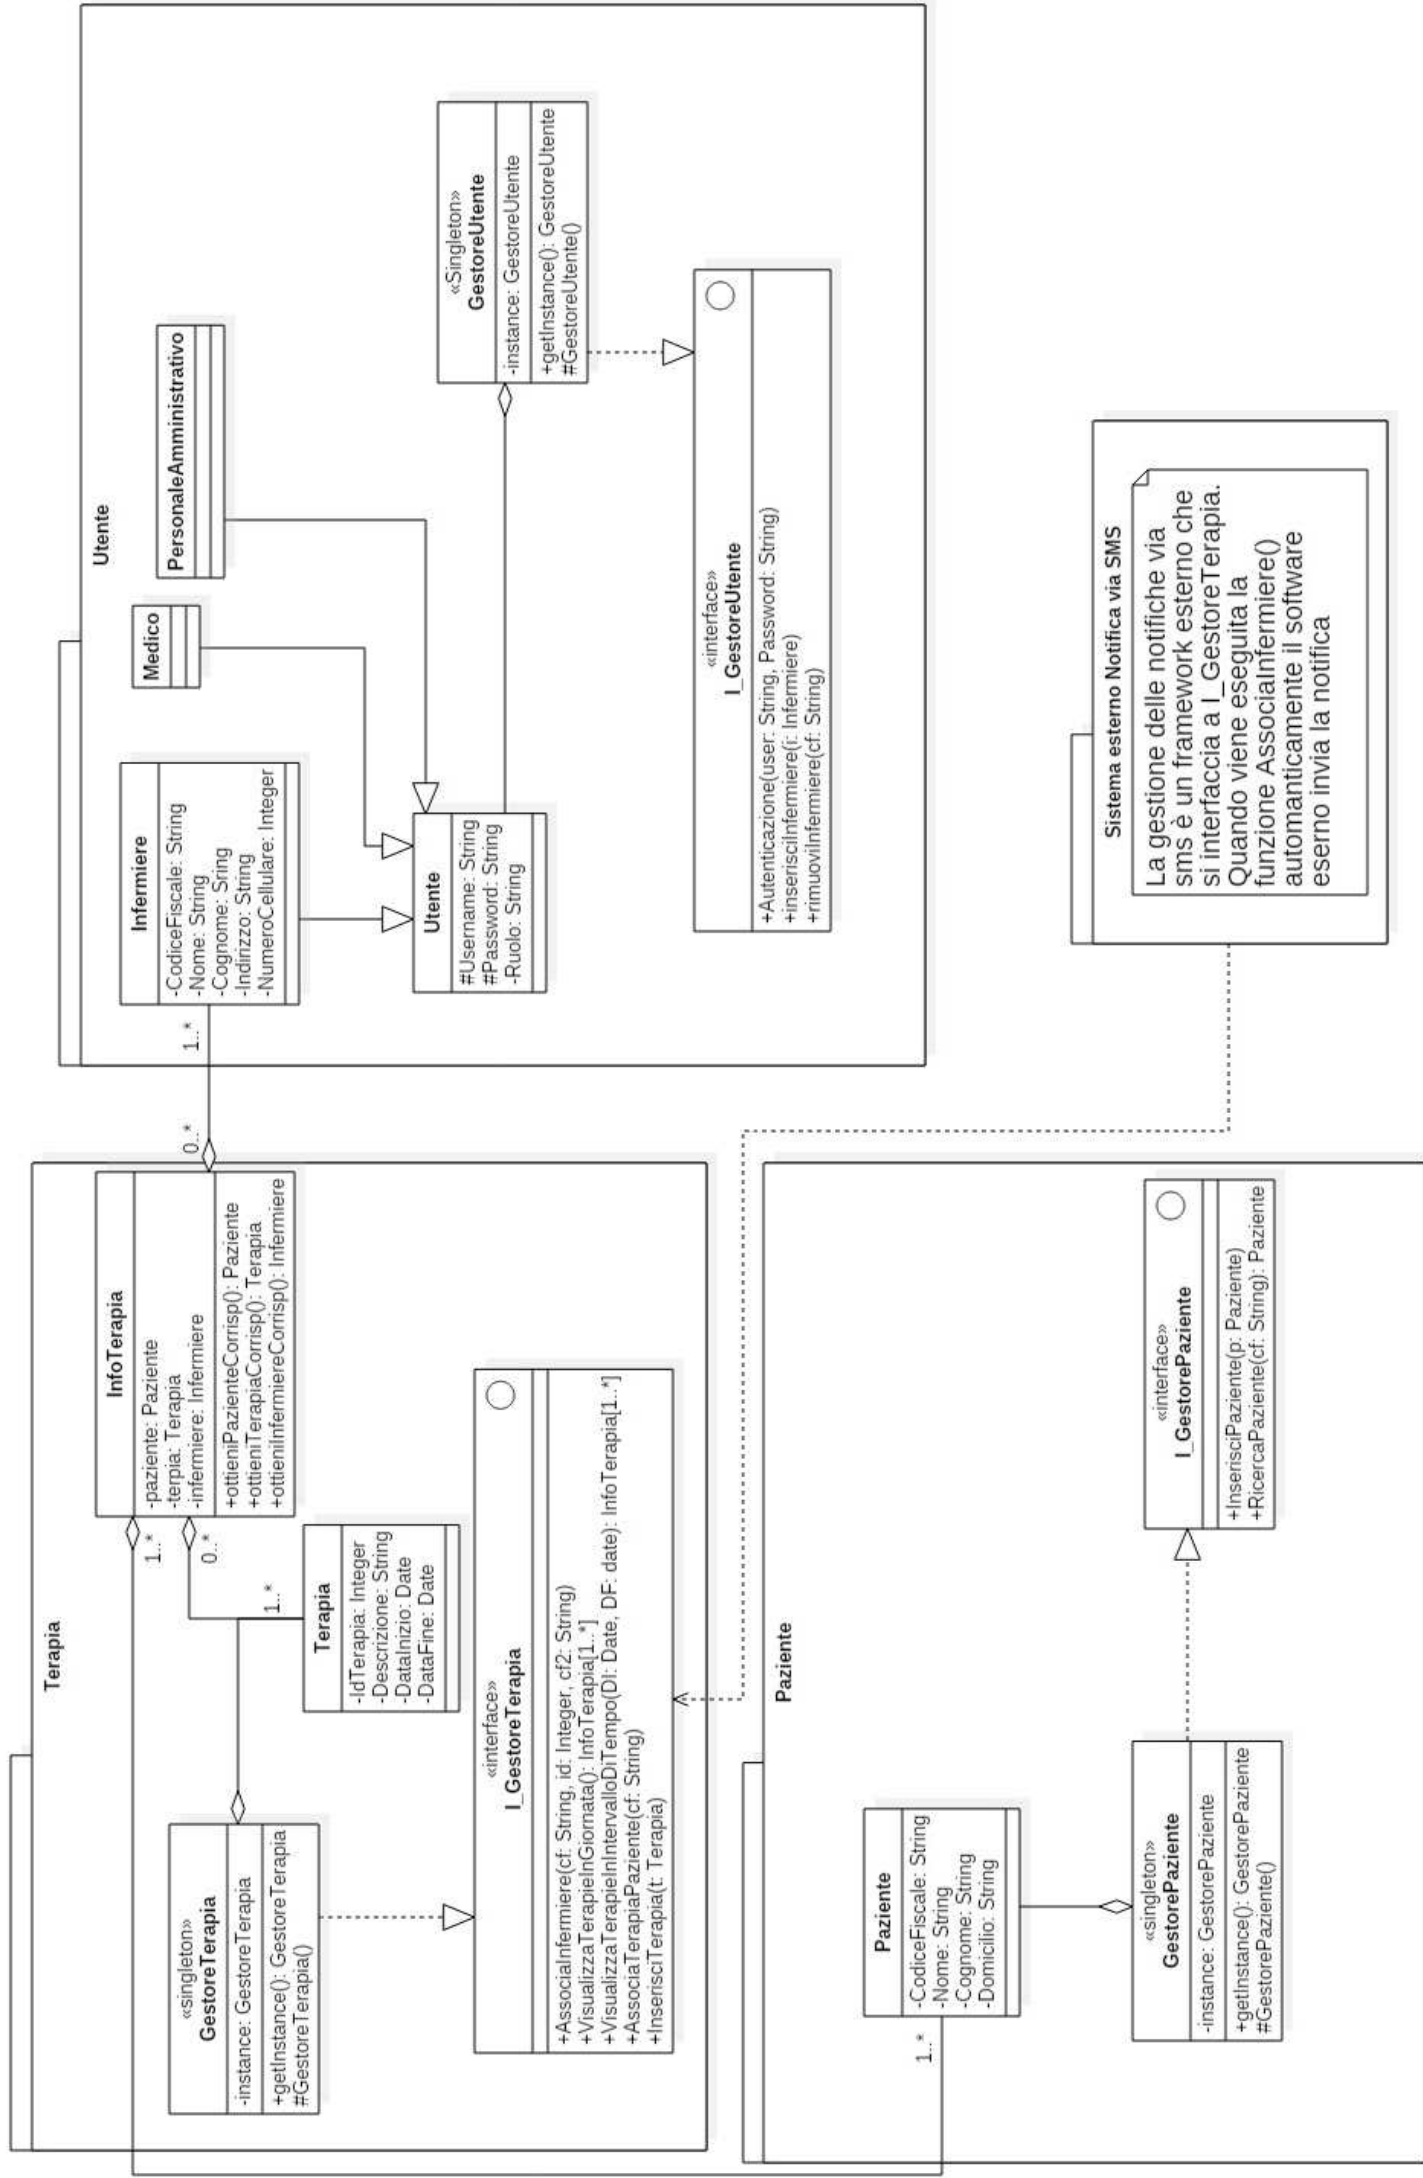 Terapia
«singleton»
GestoreTerapia
-instance: GestoreTerapia
+getInstance(): GestoreTerapia
#GestoreTerapia()
InfoTerapia
-paziente: Paziente
-terpia: Terapia
-infermiere: Infermiere
+ottieniPazienteCorrisp(): Paziente
+ottieniTerapiaCorrisp(): Terapia
+ottieniInfermiereCorrisp(): Infermiere
1..*
0..*
0..*
1..*
1..*
Terapia
-IdTerapia: Integer
-Descrizione: String
-DataInizio: Date
-DataFine: Date
«interface»
I_GestoreTerapia
+AssociaInfermiere(cf: String, id: Integer, cf2: String)
+VisualizzaTerapieInGiornata(): InfoTerapia[1..*]
+VisualizzaTerapieInIntervalloDiTempo(DI: Date, DF: date): InfoTerapia[1..*]
+AssociaTerapiaPaziente(cf: String)
+InserisciTerapia(t: Terapia)
Utente
Infermiere
-CodiceFiscale: String
-Nome: String
-Cognome: Sring
-Indirizzo: String
-NumeroCellulare: Integer
Medico
PersonaleAmministrativo
Utente
#Username: String
#Password: String
-Ruolo: String
«Singleton»
GestoreUtente
-instance: GestoreUtente
+getInstance(): GestoreUtente
#GestoreUtente()
«interface»
I_GestoreUtente
+Autenticazione(user: String, Password: String)
+inserisciInfermiere(i: Infermiere)
+rimuoviInfermiere(cf: String)
Paziente
Paziente
-CodiceFiscale: String
-Nome: String
-Cognome: String
-Domicilio: String
1..*
«singleton»
GestorePaziente
-instance: GestorePaziente
+getInstance(): GestorePaziente
#GestorePaziente()
«interface»
I_GestorePaziente
+InserisciPaziente(p: Paziente)
+RicercaPaziente(cf: String): Paziente
Sistema esterno Notifica via SMS
La gestione delle notifiche via
sms è un framework esterno che
si interfaccia a I_GestoreTerapia.
Quando viene eseguita la
funzione AssociaInfermiere()
automanticamente il software
eserno invia la notifica